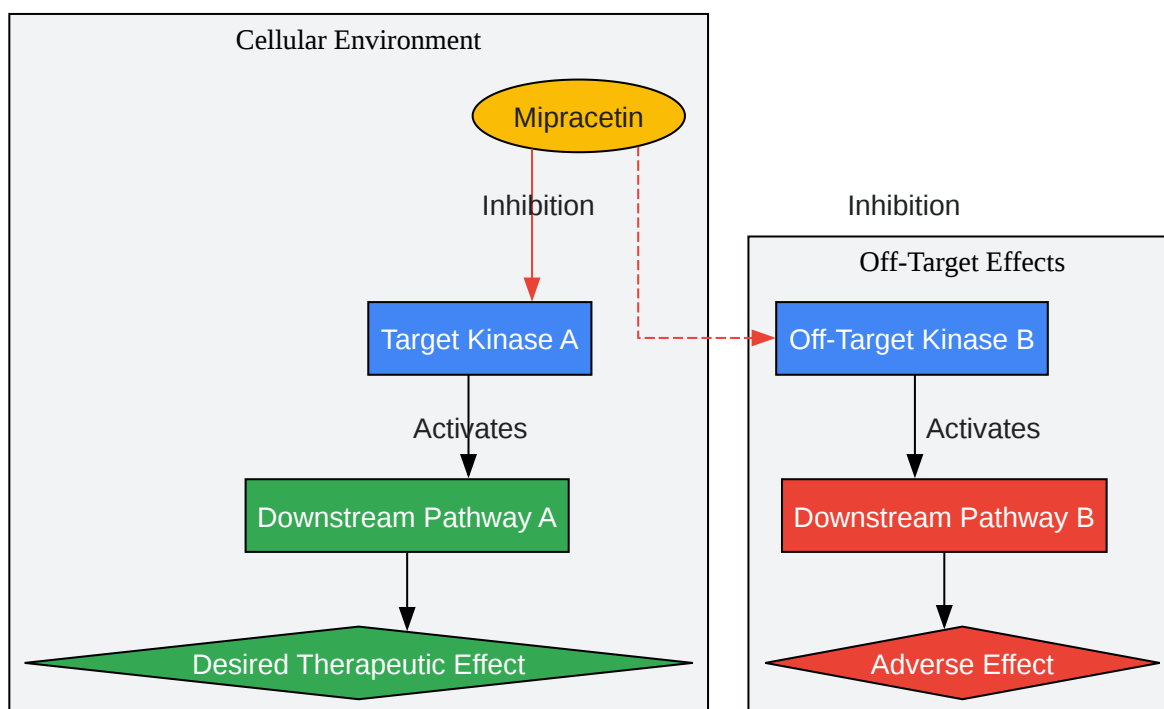 Cellular Environment
Mipracetin
Inhibition
Inhibition
Off-Target Effects
Target Kinase A
Off-Target Kinase B
Activates
Activates
Downstream Pathway A
Downstream Pathway B
Desired Therapeutic Effect
Adverse Effect